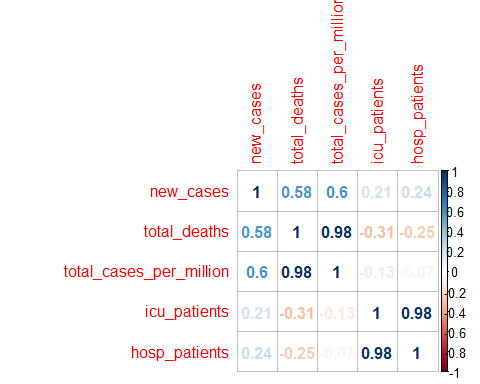 new_cases
total_deaths
total_cases_per_million
icu_patients
hosp_patients
new_cases 1 0.58 0.6 0.21 0.24
total_deaths 0.58 1 0.98 -0.31 -0.25
total_cases_per_million 0.6 0.98 1 -0.13 -0.07
icu_patients 0.21 -0.31 -0.13 1 0.98
hosp_patients 0.24 -0.25 -0.07 0.98 1
1
0.8
0.6
0.4
0.2
0
-0.2
-0.4
-0.6
-0.8
-1